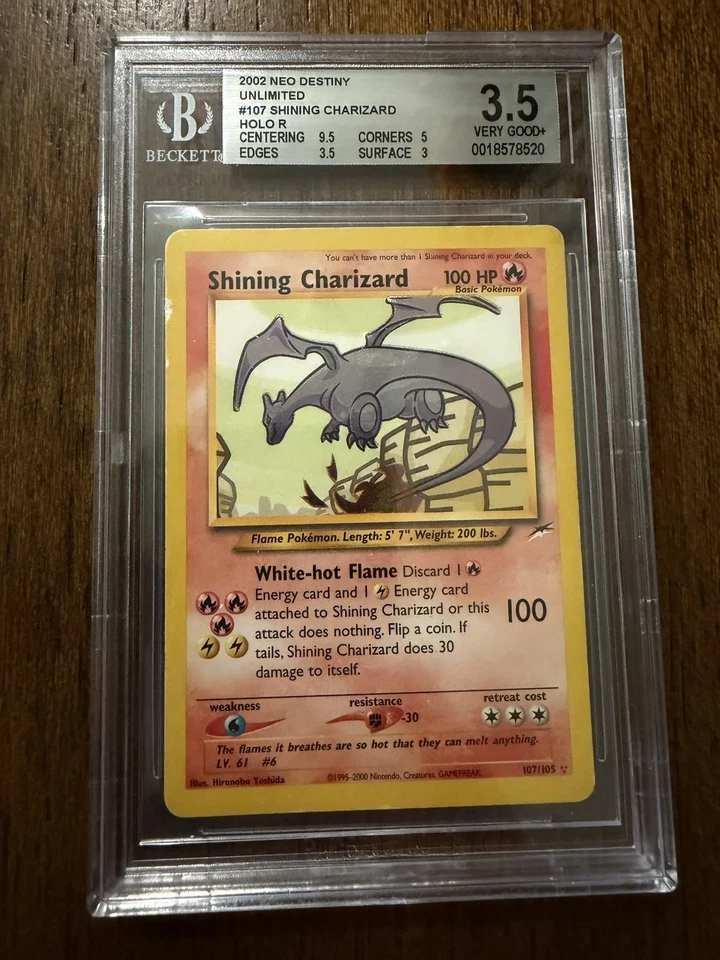 2002 NEO DESTINY
UNLIMITED
#107 SHINING CHARIZARD
HOLO R
CENTERING 9.5 CORNERS 5
EDGES 3.5 SURFACE 3
3.5
VERY GOOD+
0018578520
B
BECKETT
You can't have more than 1 Shining Charizard in your deck.
Shining Charizard 100 HP
Basic Pokémon
Flame Pokémon. Length: 5' 7", Weight: 200 lbs.
White-hot Flame Discard 1
Energy card and 1 Energy card
attached to Shining Charizard or this
attack does nothing. Flip a coin. If
tails, Shining Charizard does 30
damage to itself.
100
weakness resistance retreat cost
-30
The flames it breathes are so hot that they can melt anything.
LV. 61 #6
Illus. Hironobu Yoshida ©1995-2000 Nintendo, Creatures, GAMEFREAK. 107/105